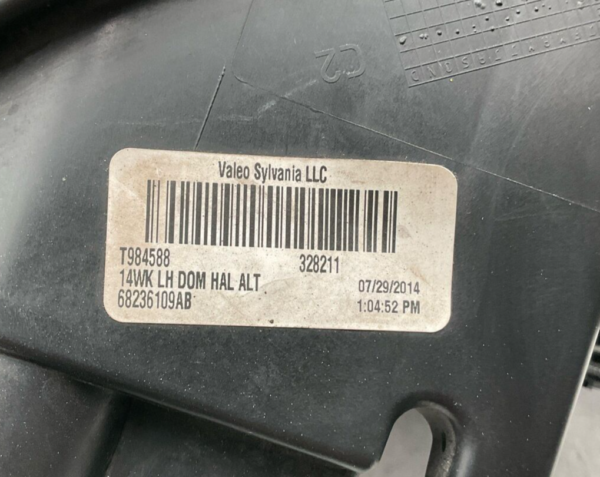 C2
Valeo Sylvania LLC
T984588 328211
14WK LH DOM HAL ALT 07/29/2014
68236109AB 1:04:52 PM